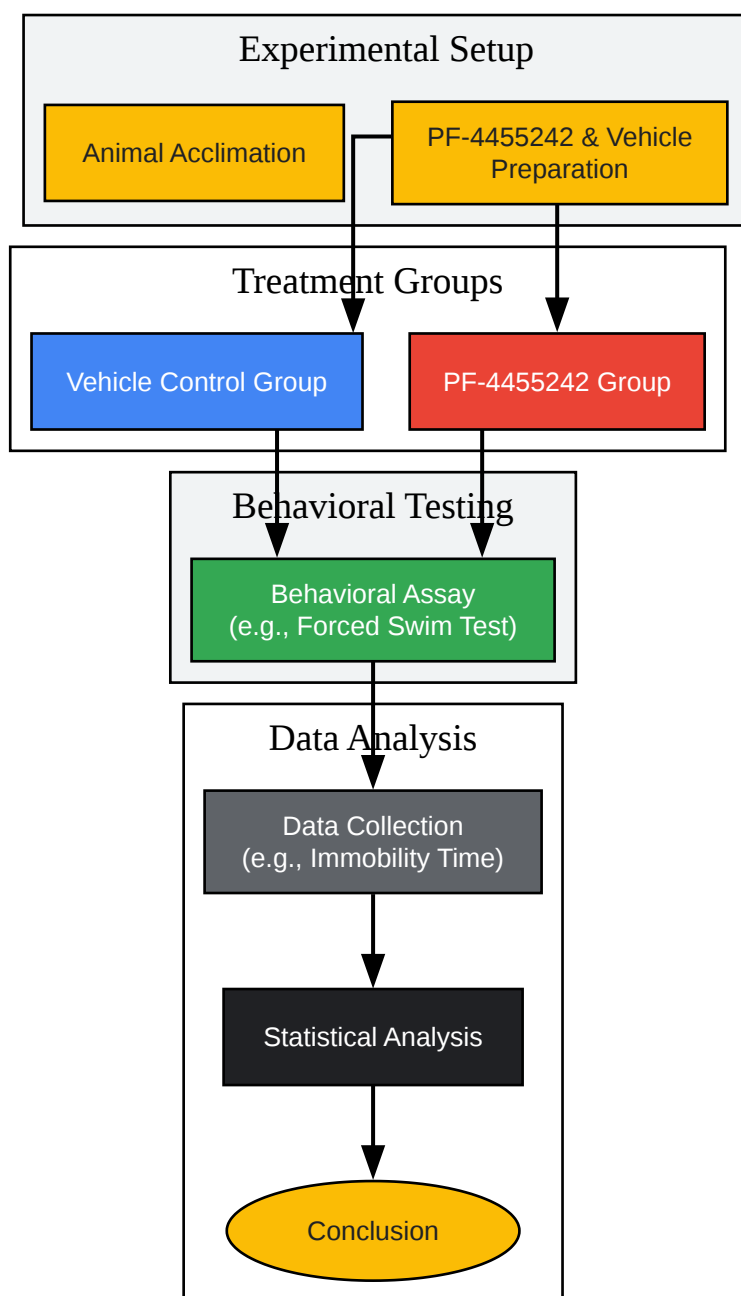 Experimental Setup
Animal Acclimation
PF-4455242 & Vehicle
Preparation
Treatment Groups
Vehicle Control Group
PF-4455242 Group
Behavioral Testing
Behavioral Assay
(e.g., Forced Swim Test)
Data Analysis
Data Collection
(e.g., Immobility Time)
Statistical Analysis
Conclusion